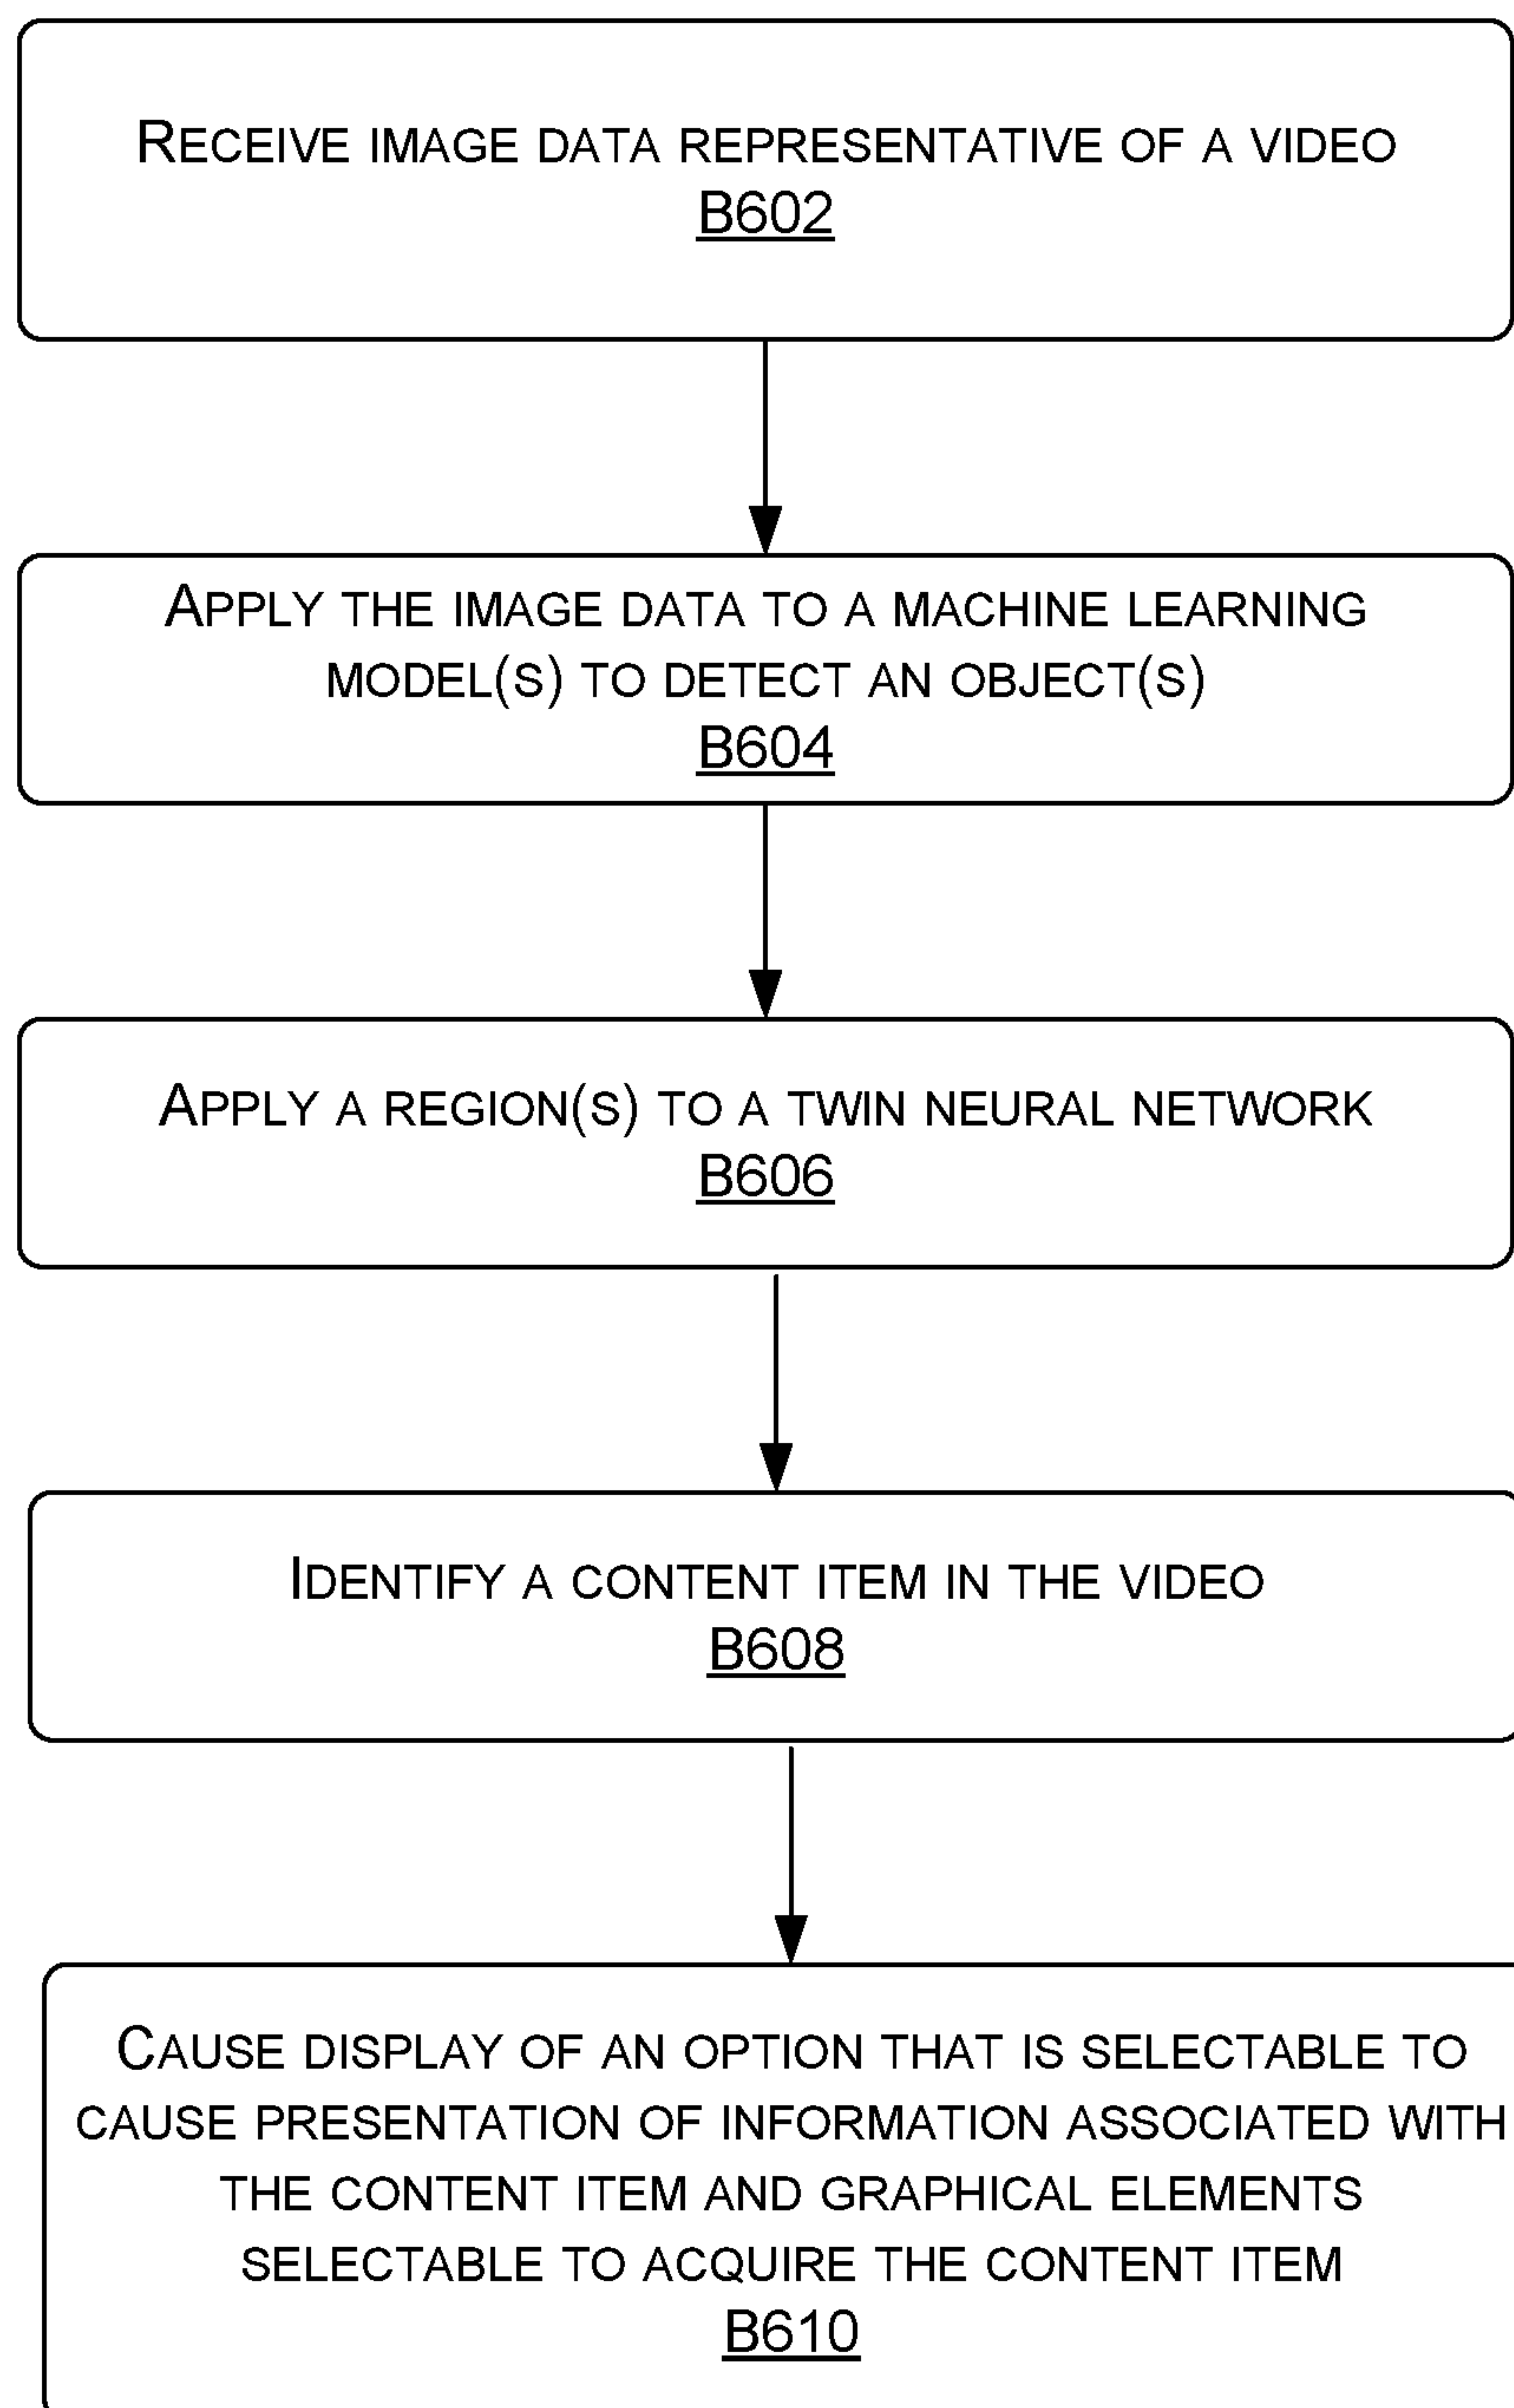 RECEIVE IMAGE DATA REPRESENTATIVE OF A VIDEO
B602
APPLY THE IMAGE DATA TO A MACHINE LEARNING
MODEL(S) TO DETECT AN OBJECT(S)
B604
APPLY A REGION(S) TO A TWIN NEURAL NETWORK
B606
IDENTIFY A CONTENT ITEM IN THE VIDEO
B608
CAUSE DISPLAY OF AN OPTION THAT IS SELECTABLE TO
CAUSE PRESENTATION OF INFORMATION ASSOCIATED WITH
THE CONTENT ITEM AND GRAPHICAL ELEMENTS
SELECTABLE TO ACQUIRE THE CONTENT ITEM
B610